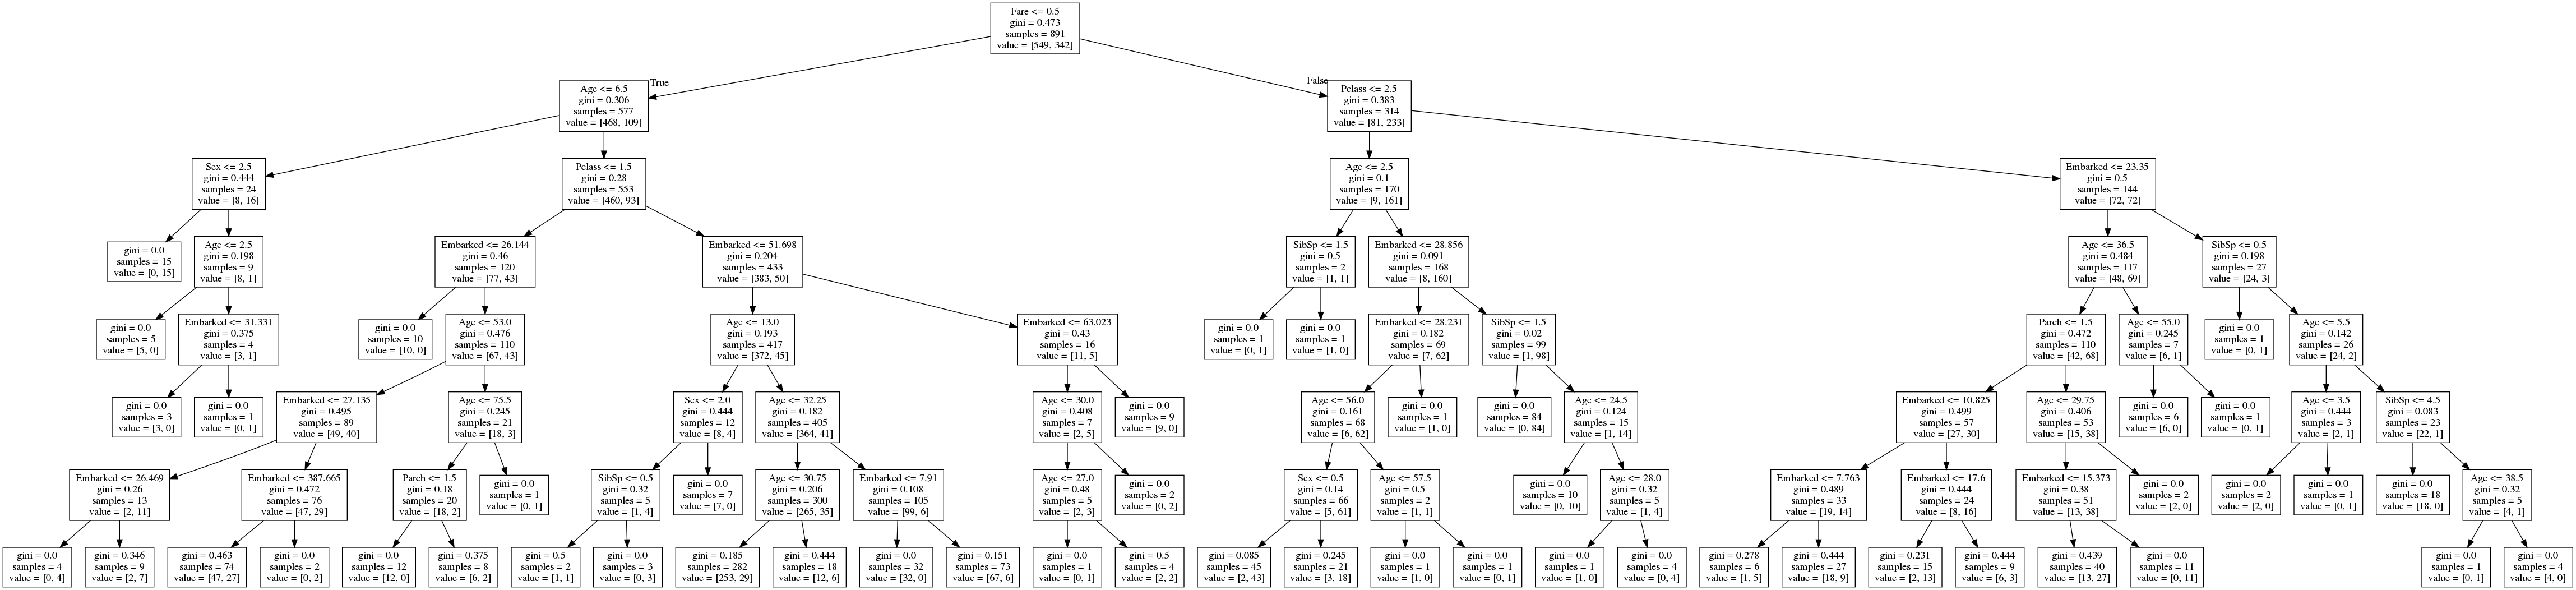 Fare <= 0.5
gini = 0.473
samples = 891
value = [549, 342]
True
False
Age <= 6.5
gini = 0.306
samples = 577
value = [468, 109]
Pclass <= 2.5
gini = 0.383
samples = 314
value = [81, 233]
Sex <= 2.5
gini = 0.444
samples = 24
value = [8, 16]
Pclass <= 1.5
gini = 0.28
samples = 553
value = [460, 93]
Age <= 2.5
gini = 0.1
samples = 170
value = [9, 161]
Embarked <= 23.35
gini = 0.5
samples = 144
value = [72, 72]
gini = 0.0
samples = 15
value = [0, 15]
Age <= 2.5
gini = 0.198
samples = 9
value = [8, 1]
Embarked <= 26.144
gini = 0.46
samples = 120
value = [77, 43]
Embarked <= 51.698
gini = 0.204
samples = 433
value = [383, 50]
SibSp <= 1.5
gini = 0.5
samples = 2
value = [1, 1]
Embarked <= 28.856
gini = 0.091
samples = 168
value = [8, 160]
Age <= 36.5
gini = 0.484
samples = 117
value = [48, 69]
SibSp <= 0.5
gini = 0.198
samples = 27
value = [24, 3]
gini = 0.0
samples = 5
value = [5, 0]
Embarked <= 31.331
gini = 0.375
samples = 4
value = [3, 1]
gini = 0.0
samples = 10
value = [10, 0]
Age <= 53.0
gini = 0.476
samples = 110
value = [67, 43]
Age <= 13.0
gini = 0.193
samples = 417
value = [372, 45]
Embarked <= 63.023
gini = 0.43
samples = 16
value = [11, 5]
gini = 0.0
samples = 1
value = [0, 1]
gini = 0.0
samples = 1
value = [1, 0]
Embarked <= 28.231
gini = 0.182
samples = 69
value = [7, 62]
SibSp <= 1.5
gini = 0.02
samples = 99
value = [1, 98]
Parch <= 1.5
gini = 0.472
samples = 110
value = [42, 68]
Age <= 55.0
gini = 0.245
samples = 7
value = [6, 1]
gini = 0.0
samples = 1
value = [0, 1]
Age <= 5.5
gini = 0.142
samples = 26
value = [24, 2]
gini = 0.0
samples = 3
value = [3, 0]
gini = 0.0
samples = 1
value = [0, 1]
Embarked <= 27.135
gini = 0.495
samples = 89
value = [49, 40]
Age <= 75.5
gini = 0.245
samples = 21
value = [18, 3]
Sex <= 2.0
gini = 0.444
samples = 12
value = [8, 4]
Age <= 32.25
gini = 0.182
samples = 405
value = [364, 41]
Age <= 30.0
gini = 0.408
samples = 7
value = [2, 5]
gini = 0.0
samples = 9
value = [9, 0]
Age <= 56.0
gini = 0.161
samples = 68
value = [6, 62]
gini = 0.0
samples = 1
value = [1, 0]
gini = 0.0
samples = 84
value = [0, 84]
Age <= 24.5
gini = 0.124
samples = 15
value = [1, 14]
Embarked <= 10.825
gini = 0.499
samples = 57
value = [27, 30]
Age <= 29.75
gini = 0.406
samples = 53
value = [15, 38]
gini = 0.0
samples = 6
value = [6, 0]
gini = 0.0
samples = 1
value = [0, 1]
Age <= 3.5
gini = 0.444
samples = 3
value = [2, 1]
SibSp <= 4.5
gini = 0.083
samples = 23
value = [22, 1]
Embarked <= 26.469
gini = 0.26
samples = 13
value = [2, 11]
Embarked <= 387.665
gini = 0.472
samples = 76
value = [47, 29]
Parch <= 1.5
gini = 0.18
samples = 20
value = [18, 2]
gini = 0.0
samples = 1
value = [0, 1]
SibSp <= 0.5
gini = 0.32
samples = 5
value = [1, 4]
gini = 0.0
samples = 7
value = [7, 0]
Age <= 30.75
gini = 0.206
samples = 300
value = [265, 35]
Embarked <= 7.91
gini = 0.108
samples = 105
value = [99, 6]
Age <= 27.0
gini = 0.48
samples = 5
value = [2, 3]
gini = 0.0
samples = 2
value = [0, 2]
Sex <= 0.5
gini = 0.14
samples = 66
value = [5, 61]
Age <= 57.5
gini = 0.5
samples = 2
value = [1, 1]
gini = 0.0
samples = 10
value = [0, 10]
Age <= 28.0
gini = 0.32
samples = 5
value = [1, 4]
Embarked <= 7.763
gini = 0.489
samples = 33
value = [19, 14]
Embarked <= 17.6
gini = 0.444
samples = 24
value = [8, 16]
Embarked <= 15.373
gini = 0.38
samples = 51
value = [13, 38]
gini = 0.0
samples = 2
value = [2, 0]
gini = 0.0
samples = 2
value = [2, 0]
gini = 0.0
samples = 1
value = [0, 1]
gini = 0.0
samples = 18
value = [18, 0]
Age <= 38.5
gini = 0.32
samples = 5
value = [4, 1]
gini = 0.0
samples = 4
value = [0, 4]
gini = 0.346
samples = 9
value = [2, 7]
gini = 0.463
samples = 74
value = [47, 27]
gini = 0.0
samples = 2
value = [0, 2]
gini = 0.0
samples = 12
value = [12, 0]
gini = 0.375
samples = 8
value = [6, 2]
gini = 0.5
samples = 2
value = [1, 1]
gini = 0.0
samples = 3
value = [0, 3]
gini = 0.185
samples = 282
value = [253, 29]
gini = 0.444
samples = 18
value = [12, 6]
gini = 0.0
samples = 32
value = [32, 0]
gini = 0.151
samples = 73
value = [67, 6]
gini = 0.0
samples = 1
value = [0, 1]
gini = 0.5
samples = 4
value = [2, 2]
gini = 0.085
samples = 45
value = [2, 43]
gini = 0.245
samples = 21
value = [3, 18]
gini = 0.0
samples = 1
value = [1, 0]
gini = 0.0
samples = 1
value = [0, 1]
gini = 0.0
samples = 1
value = [1, 0]
gini = 0.0
samples = 4
value = [0, 4]
gini = 0.278
samples = 6
value = [1, 5]
gini = 0.444
samples = 27
value = [18, 9]
gini = 0.231
samples = 15
value = [2, 13]
gini = 0.444
samples = 9
value = [6, 3]
gini = 0.439
samples = 40
value = [13, 27]
gini = 0.0
samples = 11
value = [0, 11]
gini = 0.0
samples = 1
value = [0, 1]
gini = 0.0
samples = 4
value = [4, 0]